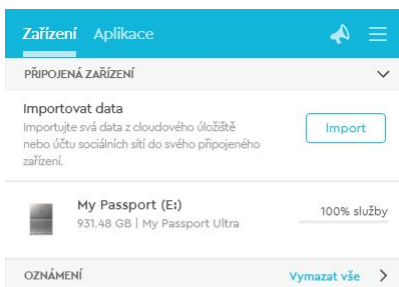 Zařízení Aplikace
PŘIPOJENÁ ZAŘÍZENÍ
Importovat data
Importujte svá data z cloudového úložiště
nebo účtu sociálních sítí do svého připojeného
zařízení.
Import
My Passport (E:)
931.48 GB | My Passport Ultra
100% služby
OZNÁMENÍ
Vymazat vše